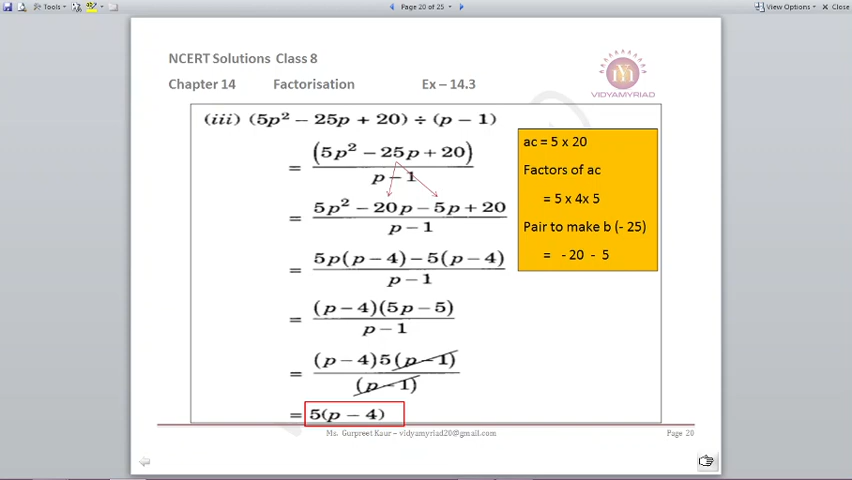 Tools
Page 20 of 25
View Options
Close
NCERT Solutions Class 8
Chapter 14 Factorisation Ex – 14.3
VIDYAMYRIAD
(iii) (5p² − 25p + 20) ÷ (p − 1)
= (5p² − 25p + 20) / p − 1
= 5p² − 20p − 5p + 20 / p − 1
= 5p(p − 4) − 5(p − 4) / p − 1
= (p − 4)(5p − 5) / p − 1
= (p − 4)5(p − 1) / (p − 1)
= 5(p − 4)
ac = 5 x 20
Factors of ac
= 5 x 4x 5
Pair to make b (- 25)
= - 20 - 5
Ms. Gurpreet Kaur – vidyamyriad20@gmail.com
Page 20